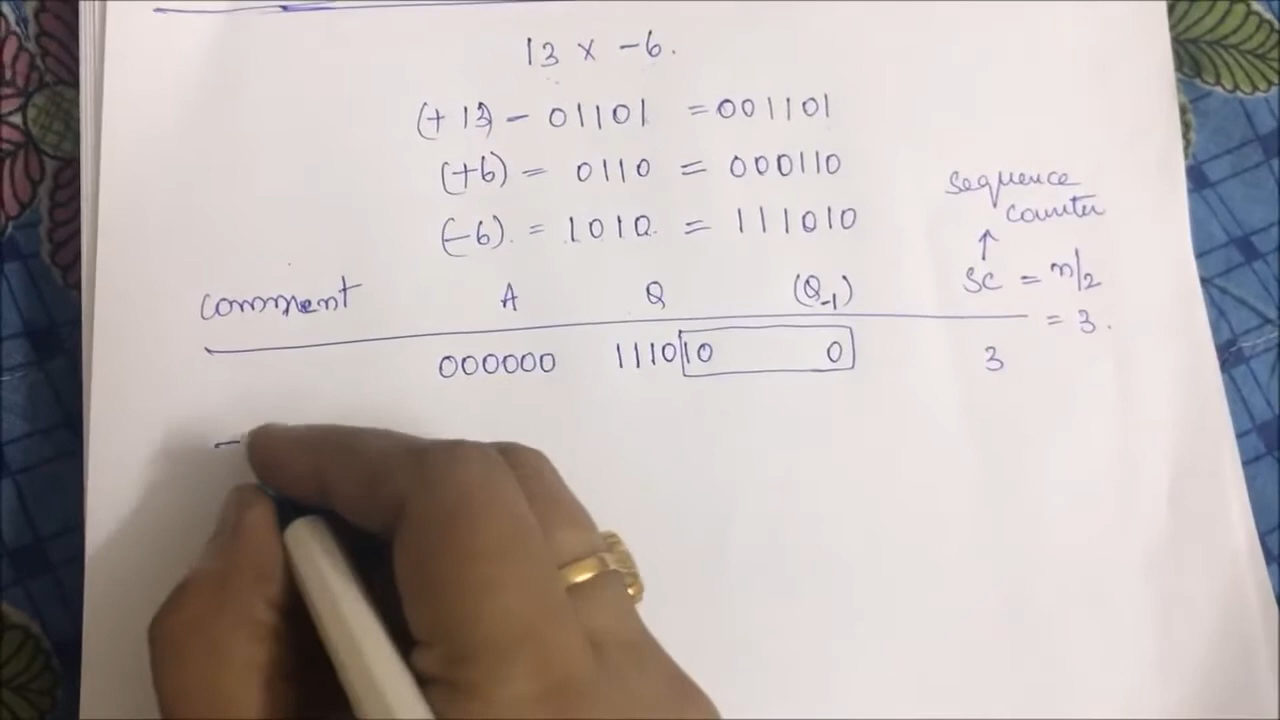 13 x -6.
(+13) - 01101 = 001101
(+6) = 0110 = 000110
(-6). = 1010. = 111010
sequence
counter
↑
SC = n/2
= 3.
comment A Q (Q-1)
000000 111010 0 3
-